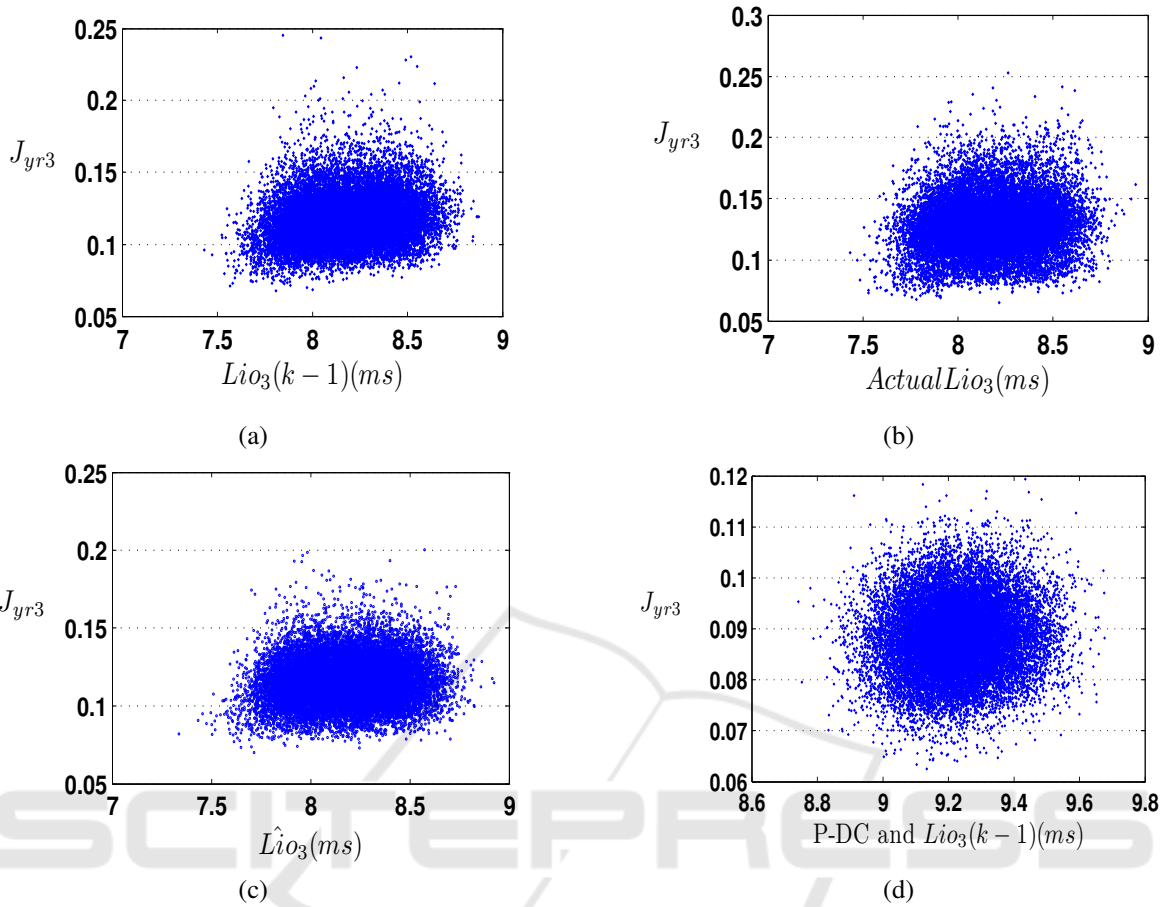 0.25
0.2
0.15
0.1
0.05
J_{yr3}
7 7.5 8 8.5 9
Lio_3(k − 1)(ms)
(a)
0.3
0.25
0.2
0.15
0.1
0.05
J_{yr3}
7 7.5 8 8.5 9
ActualLio_3(ms)
(b)
0.25
0.2
0.15
0.1
0.05
J_{yr3}
7 7.5 8 8.5 9
L\hat{i}o_3(ms)
(c)
0.12
0.11
0.1
0.09
0.08
0.07
0.06
J_{yr3}
8.6 8.8 9 9.2 9.4 9.6 9.8
P-DC and Lio_3(k − 1)(ms)
(d)
SCITEPRESS